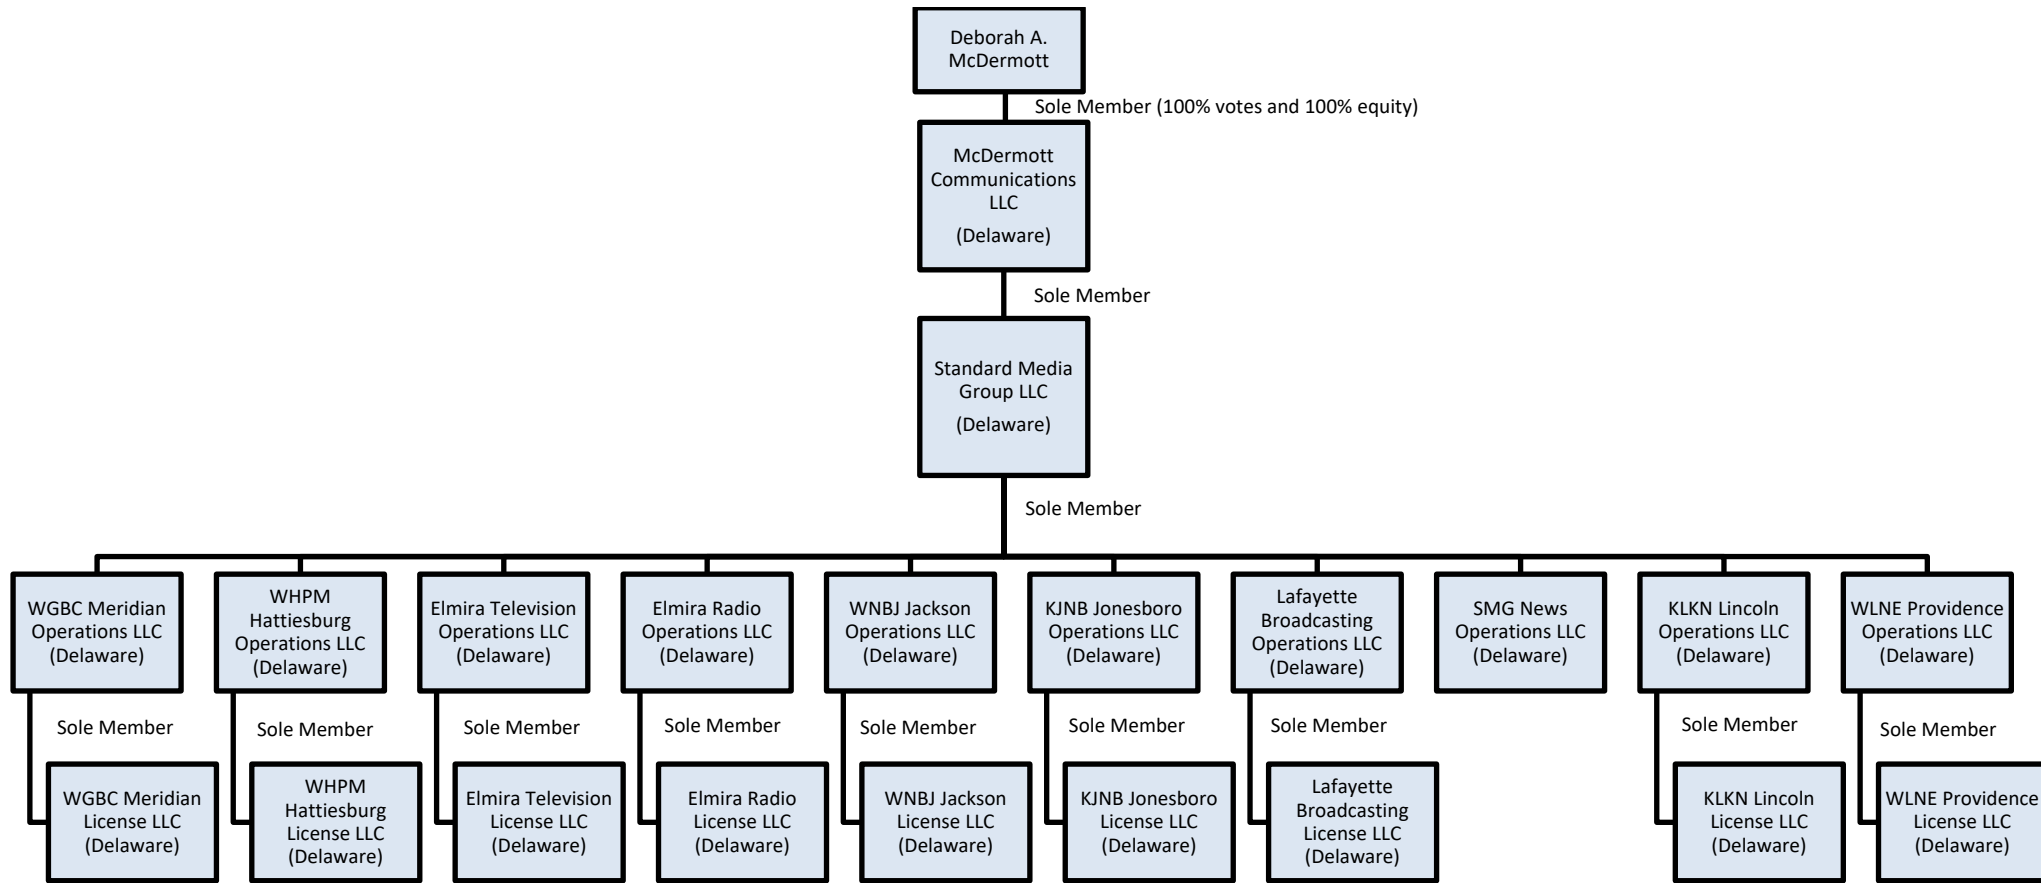 Deborah A.
McDermott
Sole Member (100% votes and 100% equity)
McDermott
Communications
LLC
(Delaware)
Sole Member
Standard Media
Group LLC
(Delaware)
Sole Member
WGBC Meridian
Operations LLC
(Delaware)
WHPM
Hattiesburg
Operations LLC
(Delaware)
Elmira Television
Operations LLC
(Delaware)
Elmira Radio
Operations LLC
(Delaware)
WNBJ Jackson
Operations LLC
(Delaware)
KJNB Jonesboro
Operations LLC
(Delaware)
Lafayette
Broadcasting
Operations LLC
(Delaware)
SMG News
Operations LLC
(Delaware)
KLKN Lincoln
Operations LLC
(Delaware)
WLNE Providence
Operations LLC
(Delaware)
Sole Member
Sole Member
Sole Member
Sole Member
Sole Member
Sole Member
Sole Member
Sole Member
Sole Member
WGBC Meridian
License LLC
(Delaware)
WHPM
Hattiesburg
License LLC
(Delaware)
Elmira Television
License LLC
(Delaware)
Elmira Radio
License LLC
(Delaware)
WNBJ Jackson
License LLC
(Delaware)
KJNB Jonesboro
License LLC
(Delaware)
Lafayette
Broadcasting
License LLC
(Delaware)
KLKN Lincoln
License LLC
(Delaware)
WLNE Providence
License LLC
(Delaware)